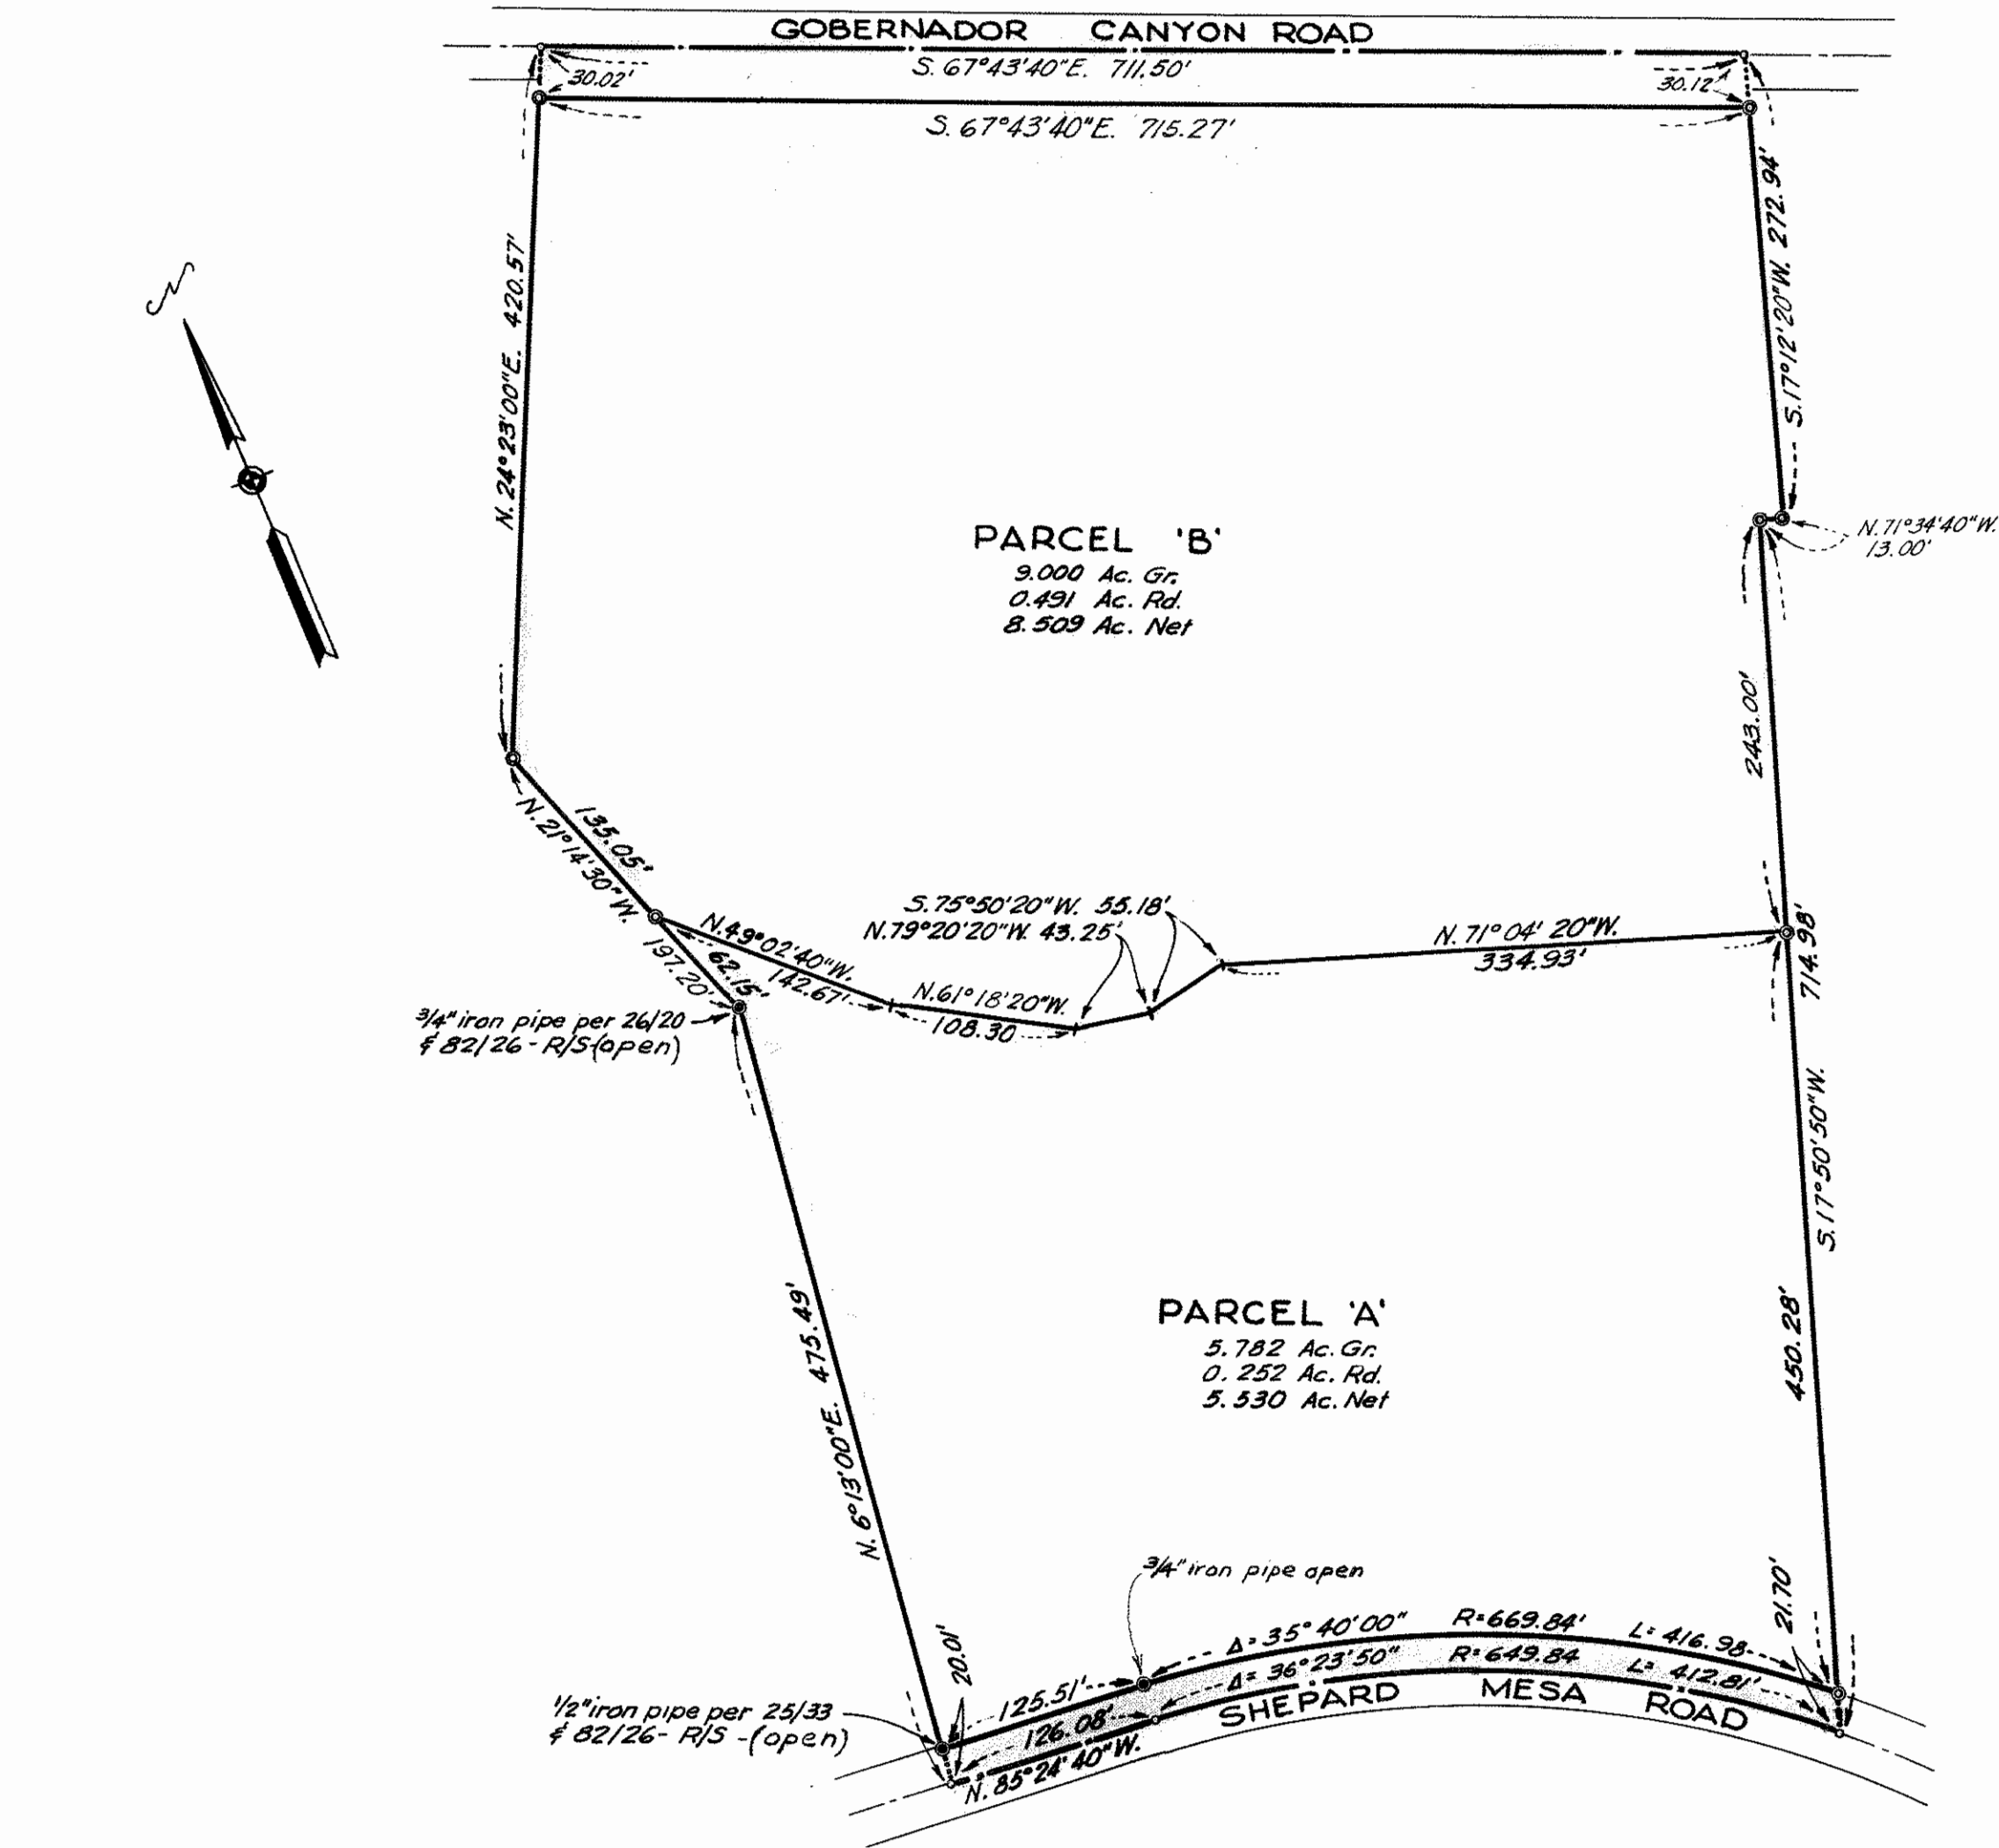 GOBERNADOR CANYON ROAD
S. 67°43'40"E. 711.50'
30.02'
30.12'
S. 67°43'40"E. 715.27'
N. 24°23'00"E. 420.57'
S. 17°12'20"W. 272.94'
N
N. 71°34'40"W.
13.00'
PARCEL 'B'
9.000 Ac. Gr.
0.491 Ac. Rd.
8.509 Ac. Net
243.00'
135.05'
N. 21°14'30"W.
197.20'
62.15'
N. 49°02'40"W.
142.67'
S. 75°50'20"W. 55.18'
N. 79°20'20"W. 43.25'
N. 61°18'20"W.
108.30
N. 71°04'20"W.
334.93'
714.98'
S. 17°50'50"W.
450.28'
3/4" iron pipe per 26/20
& 82/26 - R/S (open)
N. 6°13'00"E. 475.49'
PARCEL 'A'
5.782 Ac. Gr.
0.252 Ac. Rd.
5.530 Ac. Net
3/4" iron pipe open
21.70'
20.01'
125.51'
Δ= 35°40'00" R=669.84' L= 416.98
126.08'
Δ= 36°23'50" R=649.84 L= 412.81'
N. 85°24'40"W.
SHEPARD MESA ROAD
1/2" iron pipe per 25/33
& 82/26 - R/S - (open)